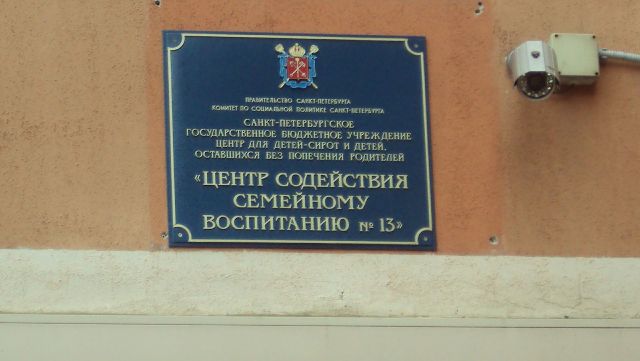 ПРАВИТЕЛЬСТВО САНКТ-ПЕТЕРБУРГА
КОМИТЕТ ПО СОЦИАЛЬНОЙ ПОЛИТИКЕ САНКТ-ПЕТЕРБУРГА
САНКТ-ПЕТЕРБУРГСКОЕ
ГОСУДАРСТВЕННОЕ БЮДЖЕТНОЕ УЧРЕЖДЕНИЕ
ЦЕНТР ДЛЯ ДЕТЕЙ-СИРОТ И ДЕТЕЙ,
ОСТАВШИХСЯ БЕЗ ПОПЕЧЕНИЯ РОДИТЕЛЕЙ
«ЦЕНТР СОДЕЙСТВИЯ
СЕМЕЙНОМУ
ВОСПИТАНИЮ № 13»